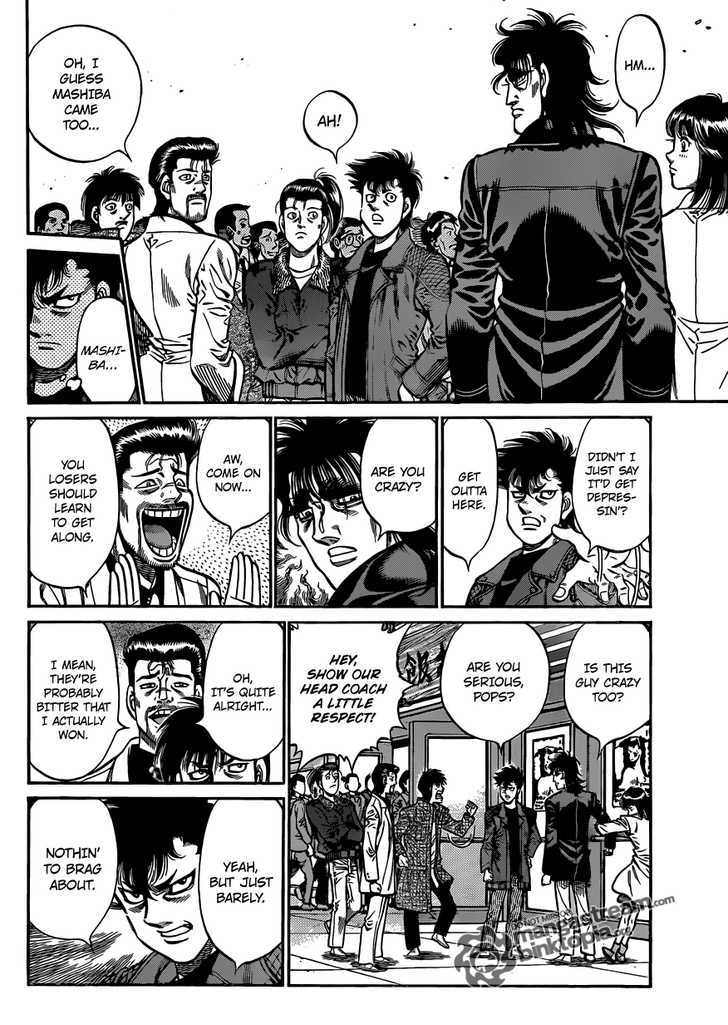 HM...
AH!
OH, I
GUESS
MASHIBA
CAME
TOO...
MASHI-
BA...
DIDN'T I
JUST SAY
IT'D GET
DEPRES-
SIN'?
GET
OUTTA
HERE.
ARE YOU
CRAZY?
AW,
COME ON
NOW...
YOU
LOSERS
SHOULD
LEARN
TO GET
ALONG.
IS THIS
GUY CRAZY
TOO?
ARE YOU
SERIOUS,
POPS?
HEY,
SHOW OUR
HEAD COACH
A LITTLE
RESPECT!
OH,
IT'S QUITE
ALRIGHT...
I MEAN,
THEY'RE
PROBABLY
BITTER THAT
I ACTUALLY
WON.
YEAH,
BUT JUST
BARELY.
NOTHIN'
TO BRAG
ABOUT.
mangastream.com
binktopia